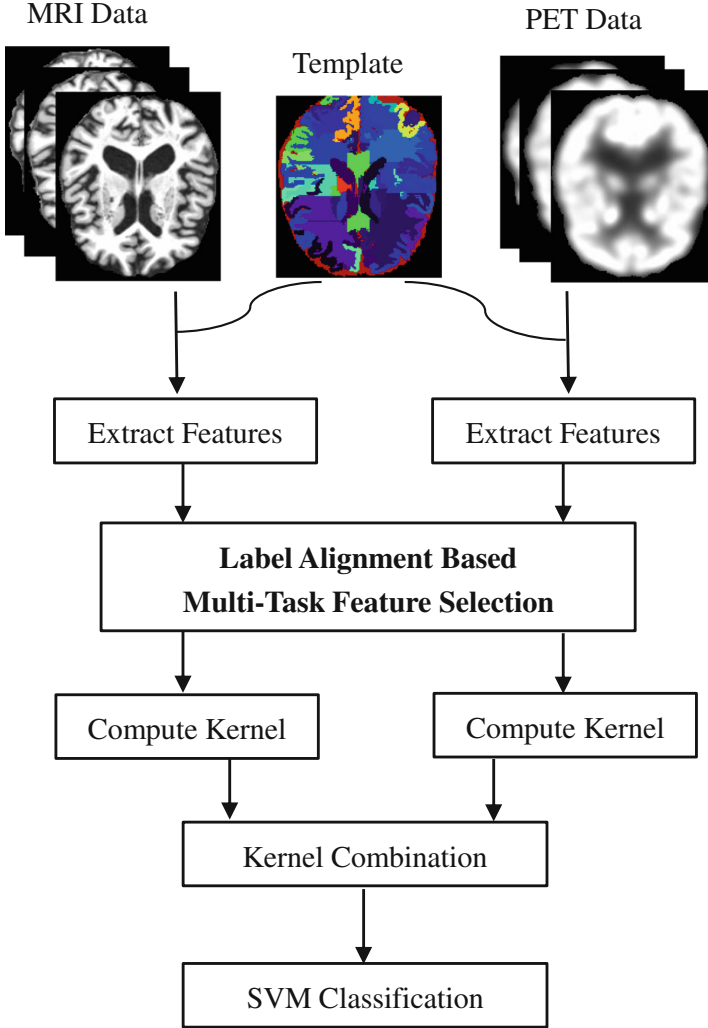 MRI Data
Template
PET Data
Extract Features
Extract Features
Label Alignment Based
Multi-Task Feature Selection
Compute Kernel
Compute Kernel
Kernel Combination
SVM Classification